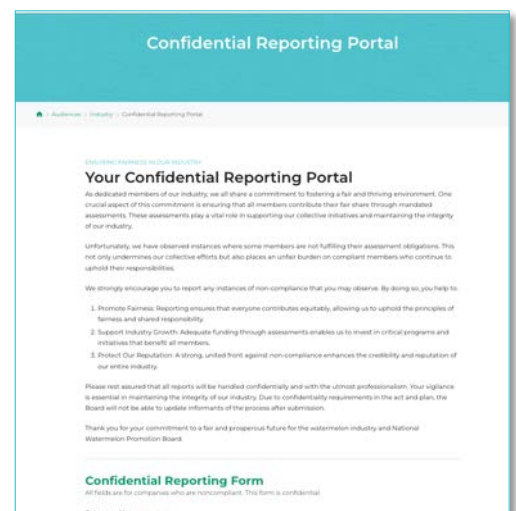 Confidential Reporting Portal
Audiences > Industry > Confidential Reporting Portal
ENSURING FAIRNESS IN OUR INDUSTRY
Your Confidential Reporting Portal
As dedicated members of our industry, we all share a commitment to fostering a fair and thriving environment. One
crucial aspect of this commitment is ensuring that all members contribute their fair share through mandated
assessments. These assessments play a vital role in supporting our collective initiatives and maintaining the integrity
of our industry.
Unfortunately, we have observed instances where some members are not fulfilling their assessment obligations. This
not only undermines our collective efforts but also places an unfair burden on compliant members who continue to
uphold their responsibilities.
We strongly encourage you to report any instances of non-compliance that you may observe. By doing so, you help to:
1. Promote Fairness: Reporting ensures that everyone contributes equitably, allowing us to uphold the principles of
fairness and shared responsibility.
2. Support Industry Growth: Adequate funding through assessments enables us to invest in critical programs and
initiatives that benefit all members.
3. Protect Our Reputation: A strong, united front against non-compliance enhances the credibility and reputation of
our entire industry.
Please rest assured that all reports will be handled confidentially and with the utmost professionalism. Your vigilance
is essential in maintaining the integrity of our industry. Due to confidentiality requirements in the act and plan, the
Board will not be able to update informants of the process after submission.
Thank you for your commitment to a fair and prosperous future for the watermelon industry and National
Watermelon Promotion Board.
Confidential Reporting Form
All fields are for companies who are noncompliant. This form is confidential.